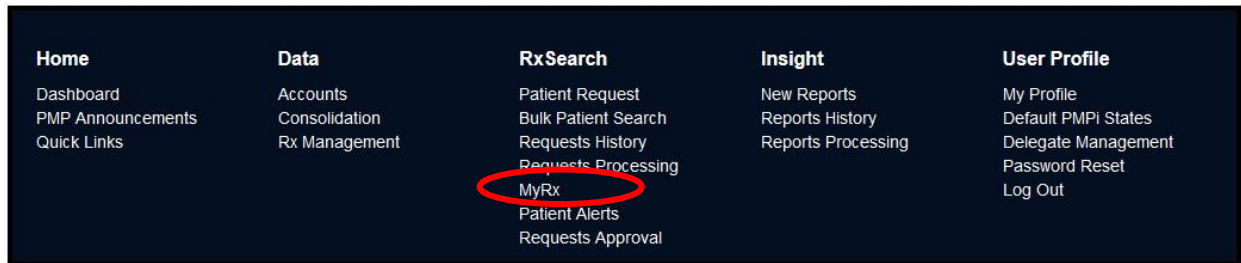 Home
Dashboard
PMP Announcements
Quick Links
Data
Accounts
Consolidation
Rx Management
RxSearch
Patient Request
Bulk Patient Search
Requests History
Requests Processing
MyRx
Patient Alerts
Requests Approval
Insight
New Reports
Reports History
Reports Processing
User Profile
My Profile
Default PMPi States
Delegate Management
Password Reset
Log Out